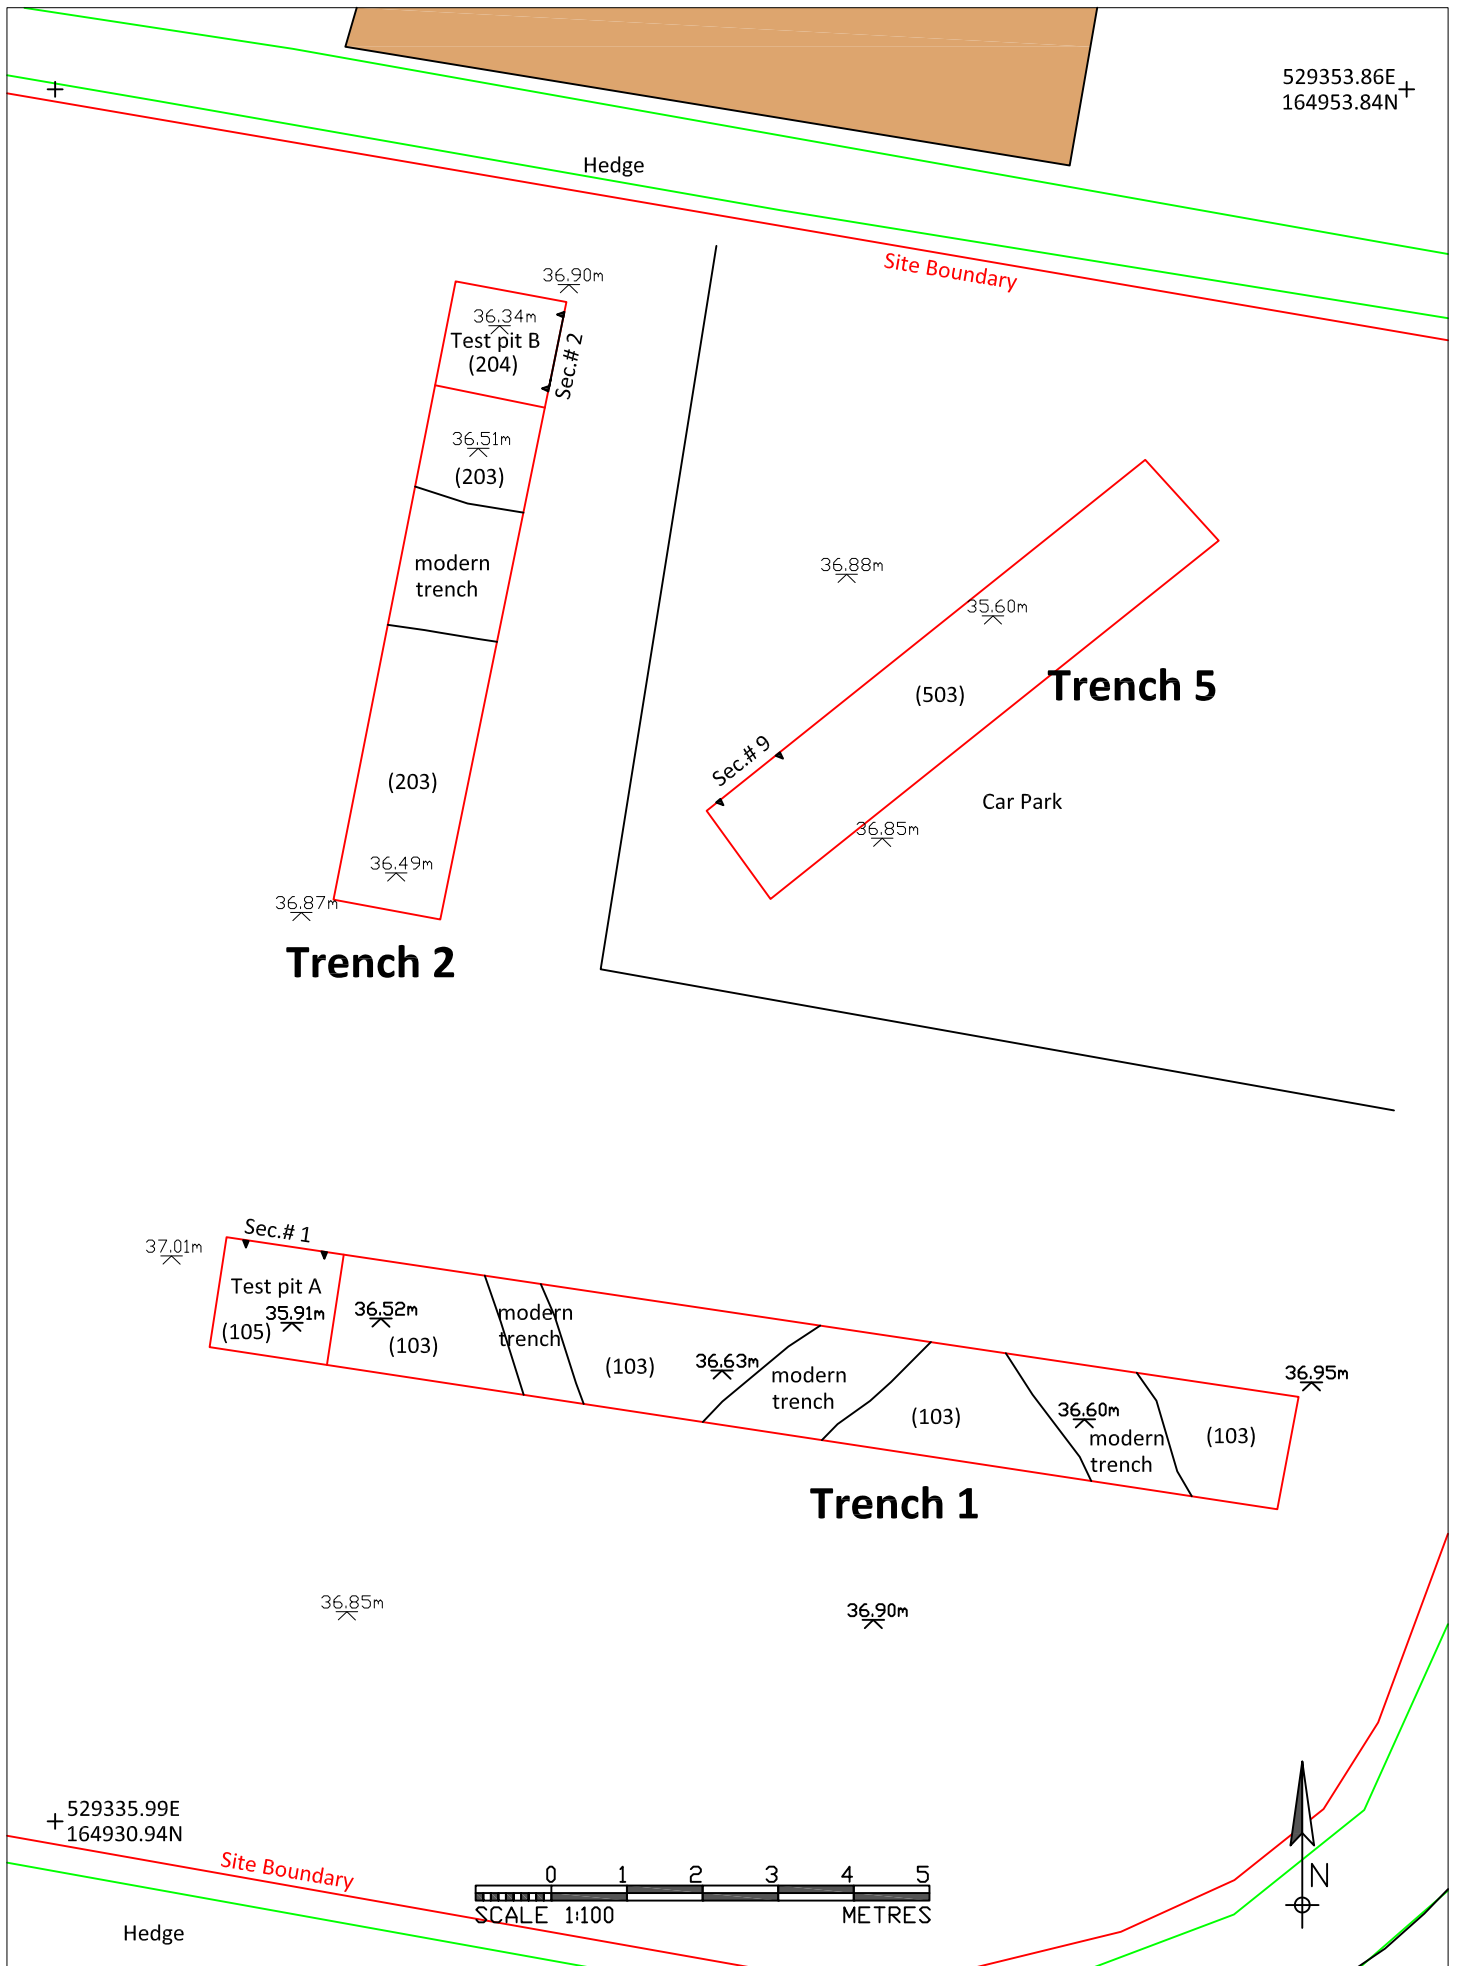 529353.86E
164953.84N
Hedge
Site Boundary
36.90m
36.34m
Test pit B
(204)
Sec.# 2
36.51m
(203)
modern
trench
36.88m
35.60m
Trench 5
(503)
Sec.# 9
(203)
Car Park
36.85m
36.49m
36.87m
Trench 2
Sec.# 1
37.01m
Test pit A
35.91m
(105)
36.52m
(103)
modern
trench
(103)
36.63m
modern
trench
(103)
36.60m
modern
trench
36.95m
(103)
Trench 1
36.85m
36.90m
529335.99E
164930.94N
Site Boundary
Hedge
0 1 2 3 4 5
SCALE 1:100 METRES
N